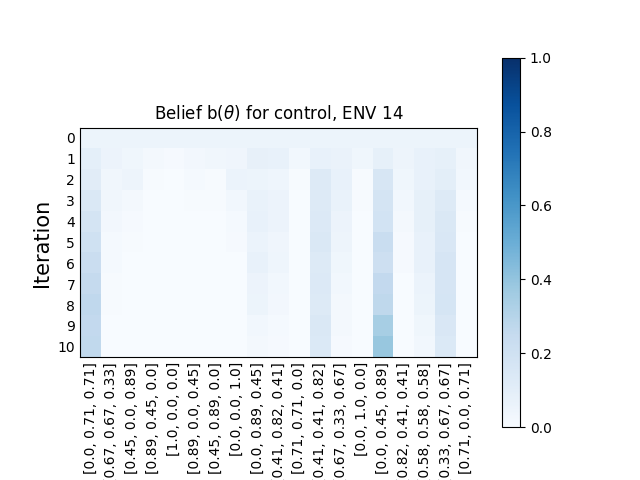 Belief b(θ) for control, ENV 14
Iteration
0
1
2
3
4
5
6
7
8
9
10
[0.0, 0.71, 0.71]
0.67, 0.67, 0.33]
[0.45, 0.0, 0.89]
[0.89, 0.45, 0.0]
[1.0, 0.0, 0.0]
[0.89, 0.0, 0.45]
[0.45, 0.89, 0.0]
[0.0, 0.0, 1.0]
[0.0, 0.89, 0.45]
0.41, 0.82, 0.41]
[0.71, 0.71, 0.0]
0.41, 0.41, 0.82]
0.67, 0.33, 0.67]
[0.0, 1.0, 0.0]
[0.0, 0.45, 0.89]
0.82, 0.41, 0.41]
0.58, 0.58, 0.58]
0.33, 0.67, 0.67]
[0.71, 0.0, 0.71]
1.0
0.8
0.6
0.4
0.2
0.0